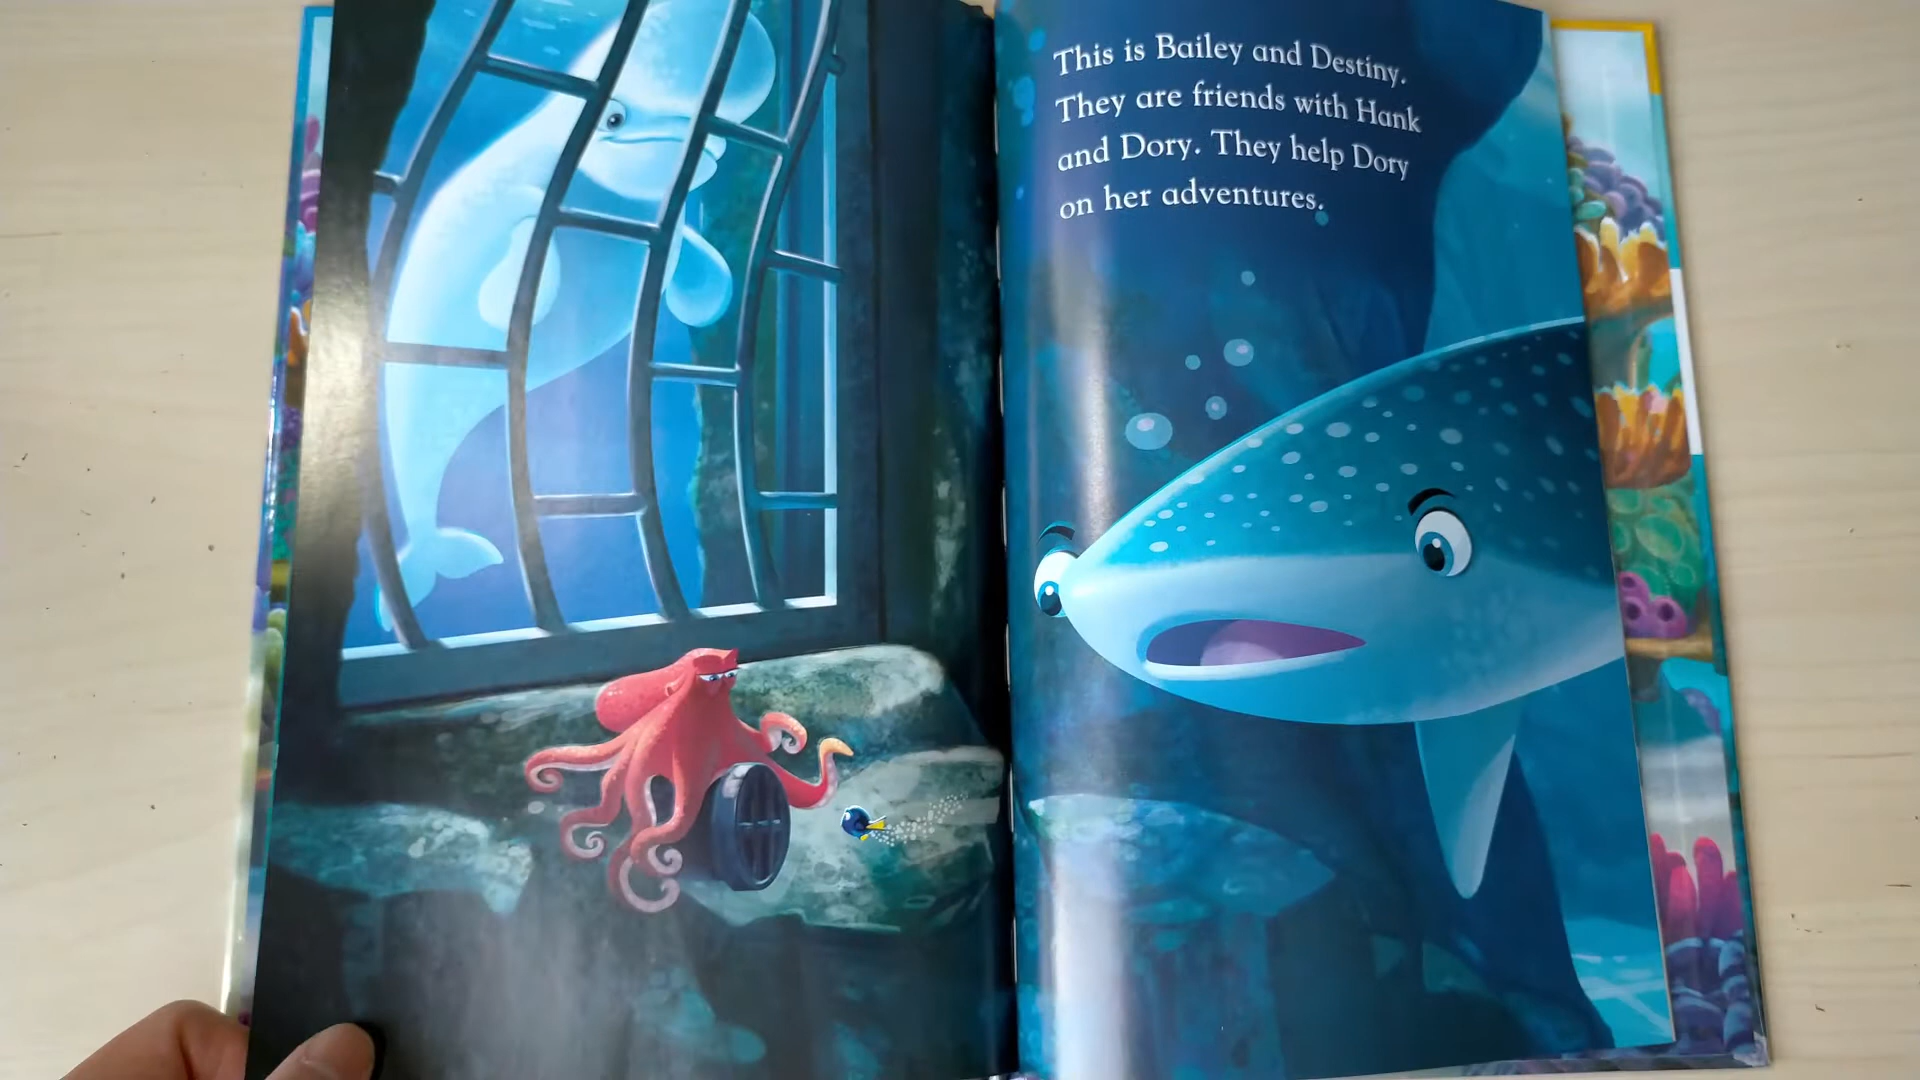 This is Bailey and Destiny.
They are friends with Hank
and Dory. They help Dory
on her adventures.